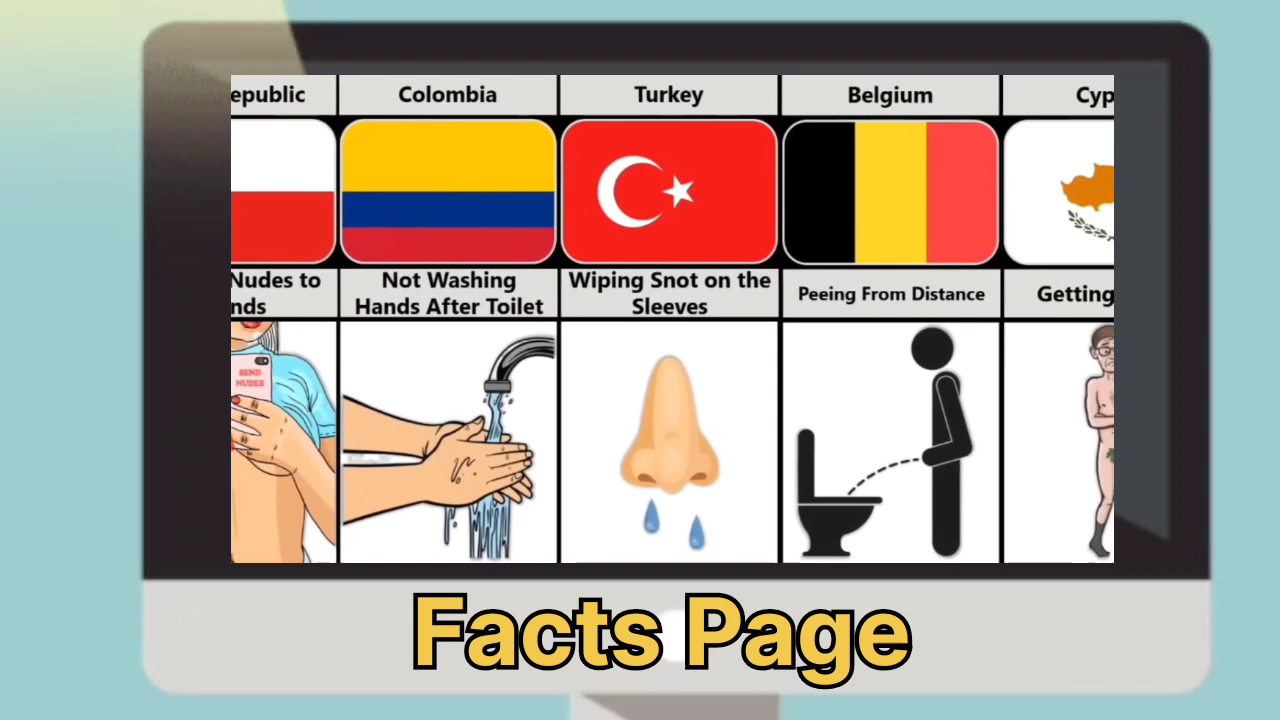 epublic
Colombia
Turkey
Belgium
Cyp
Nudes to
nds
Not Washing
Hands After Toilet
Wiping Snot on the
Sleeves
Peeing From Distance
Getting
SEND
NUDES
Facts Page